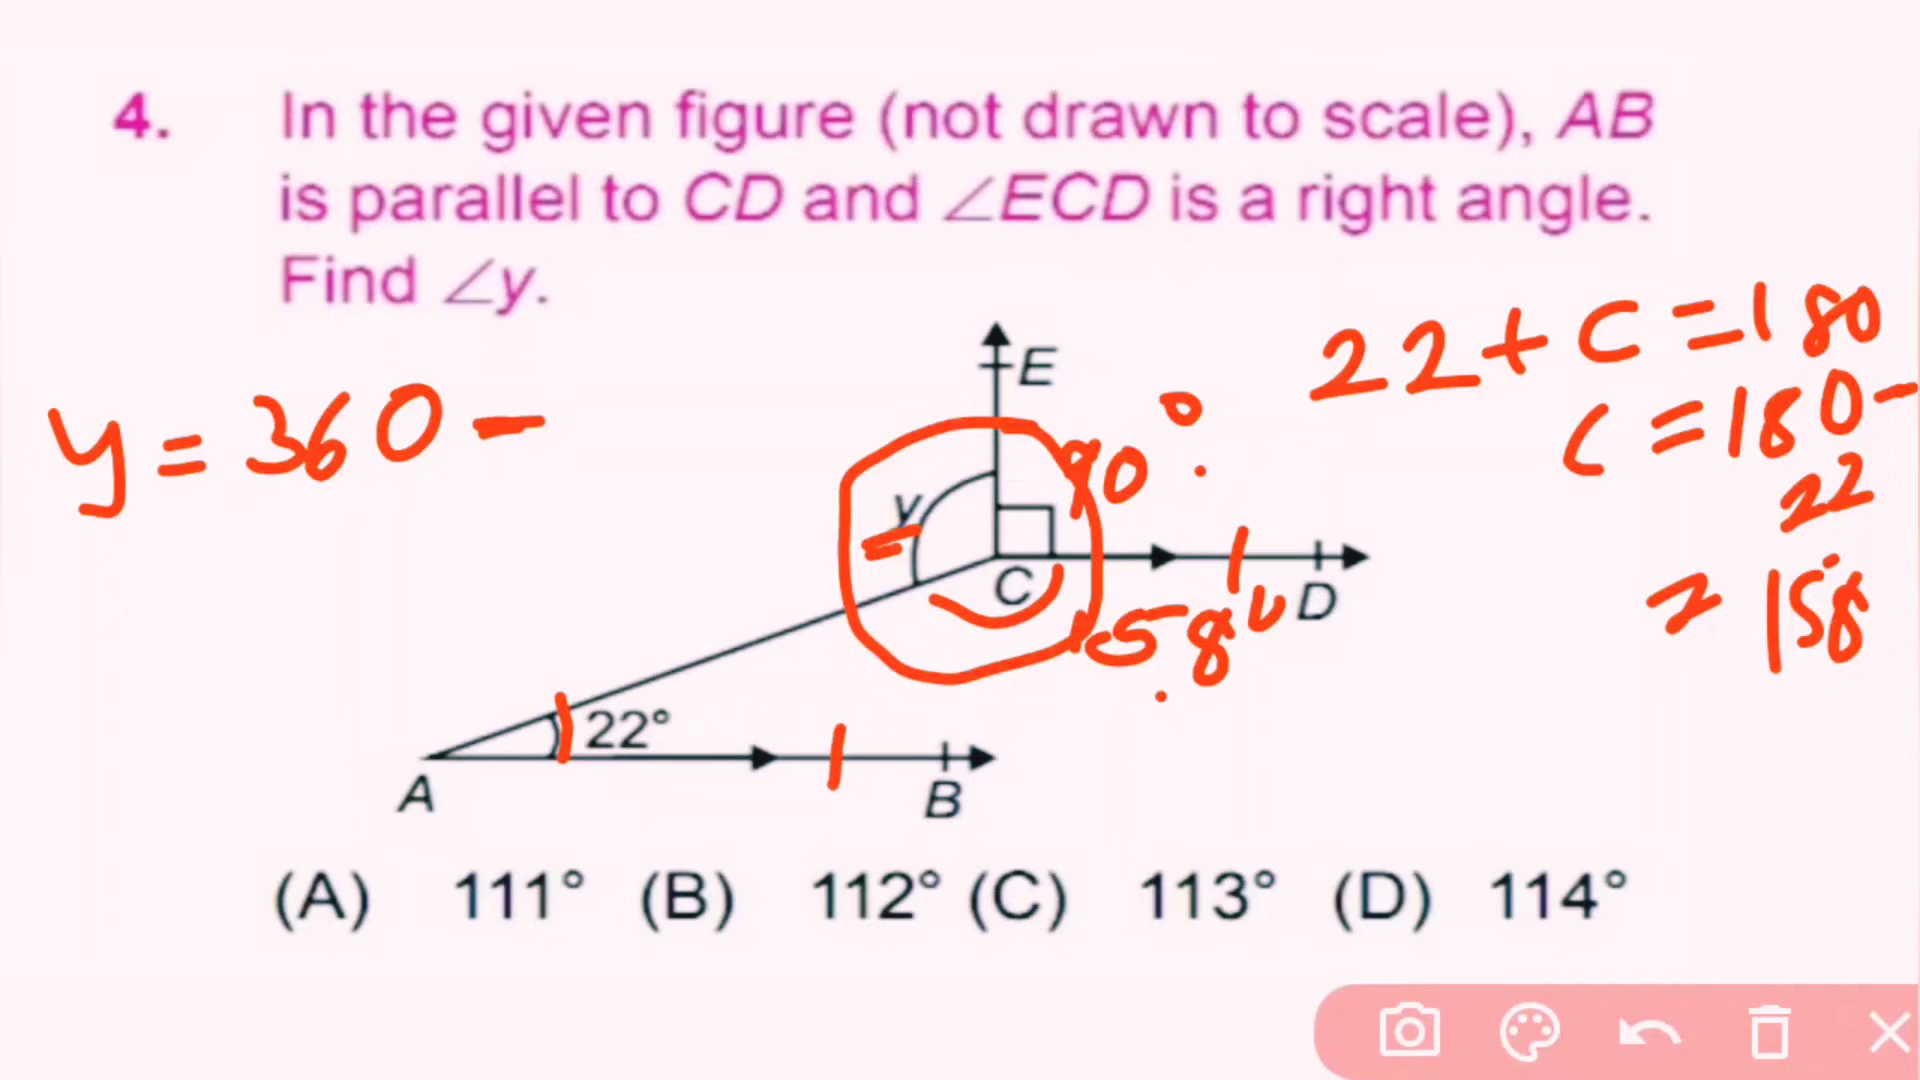 4. In the given figure (not drawn to scale), AB
is parallel to CD and ∠ECD is a right angle.
Find ∠y.
22 + C = 180
C = 180 -
22
= 158
y = 360 -
E
90°
y
C
D
158
22°
A
B
(A) 111° (B) 112° (C) 113° (D) 114°